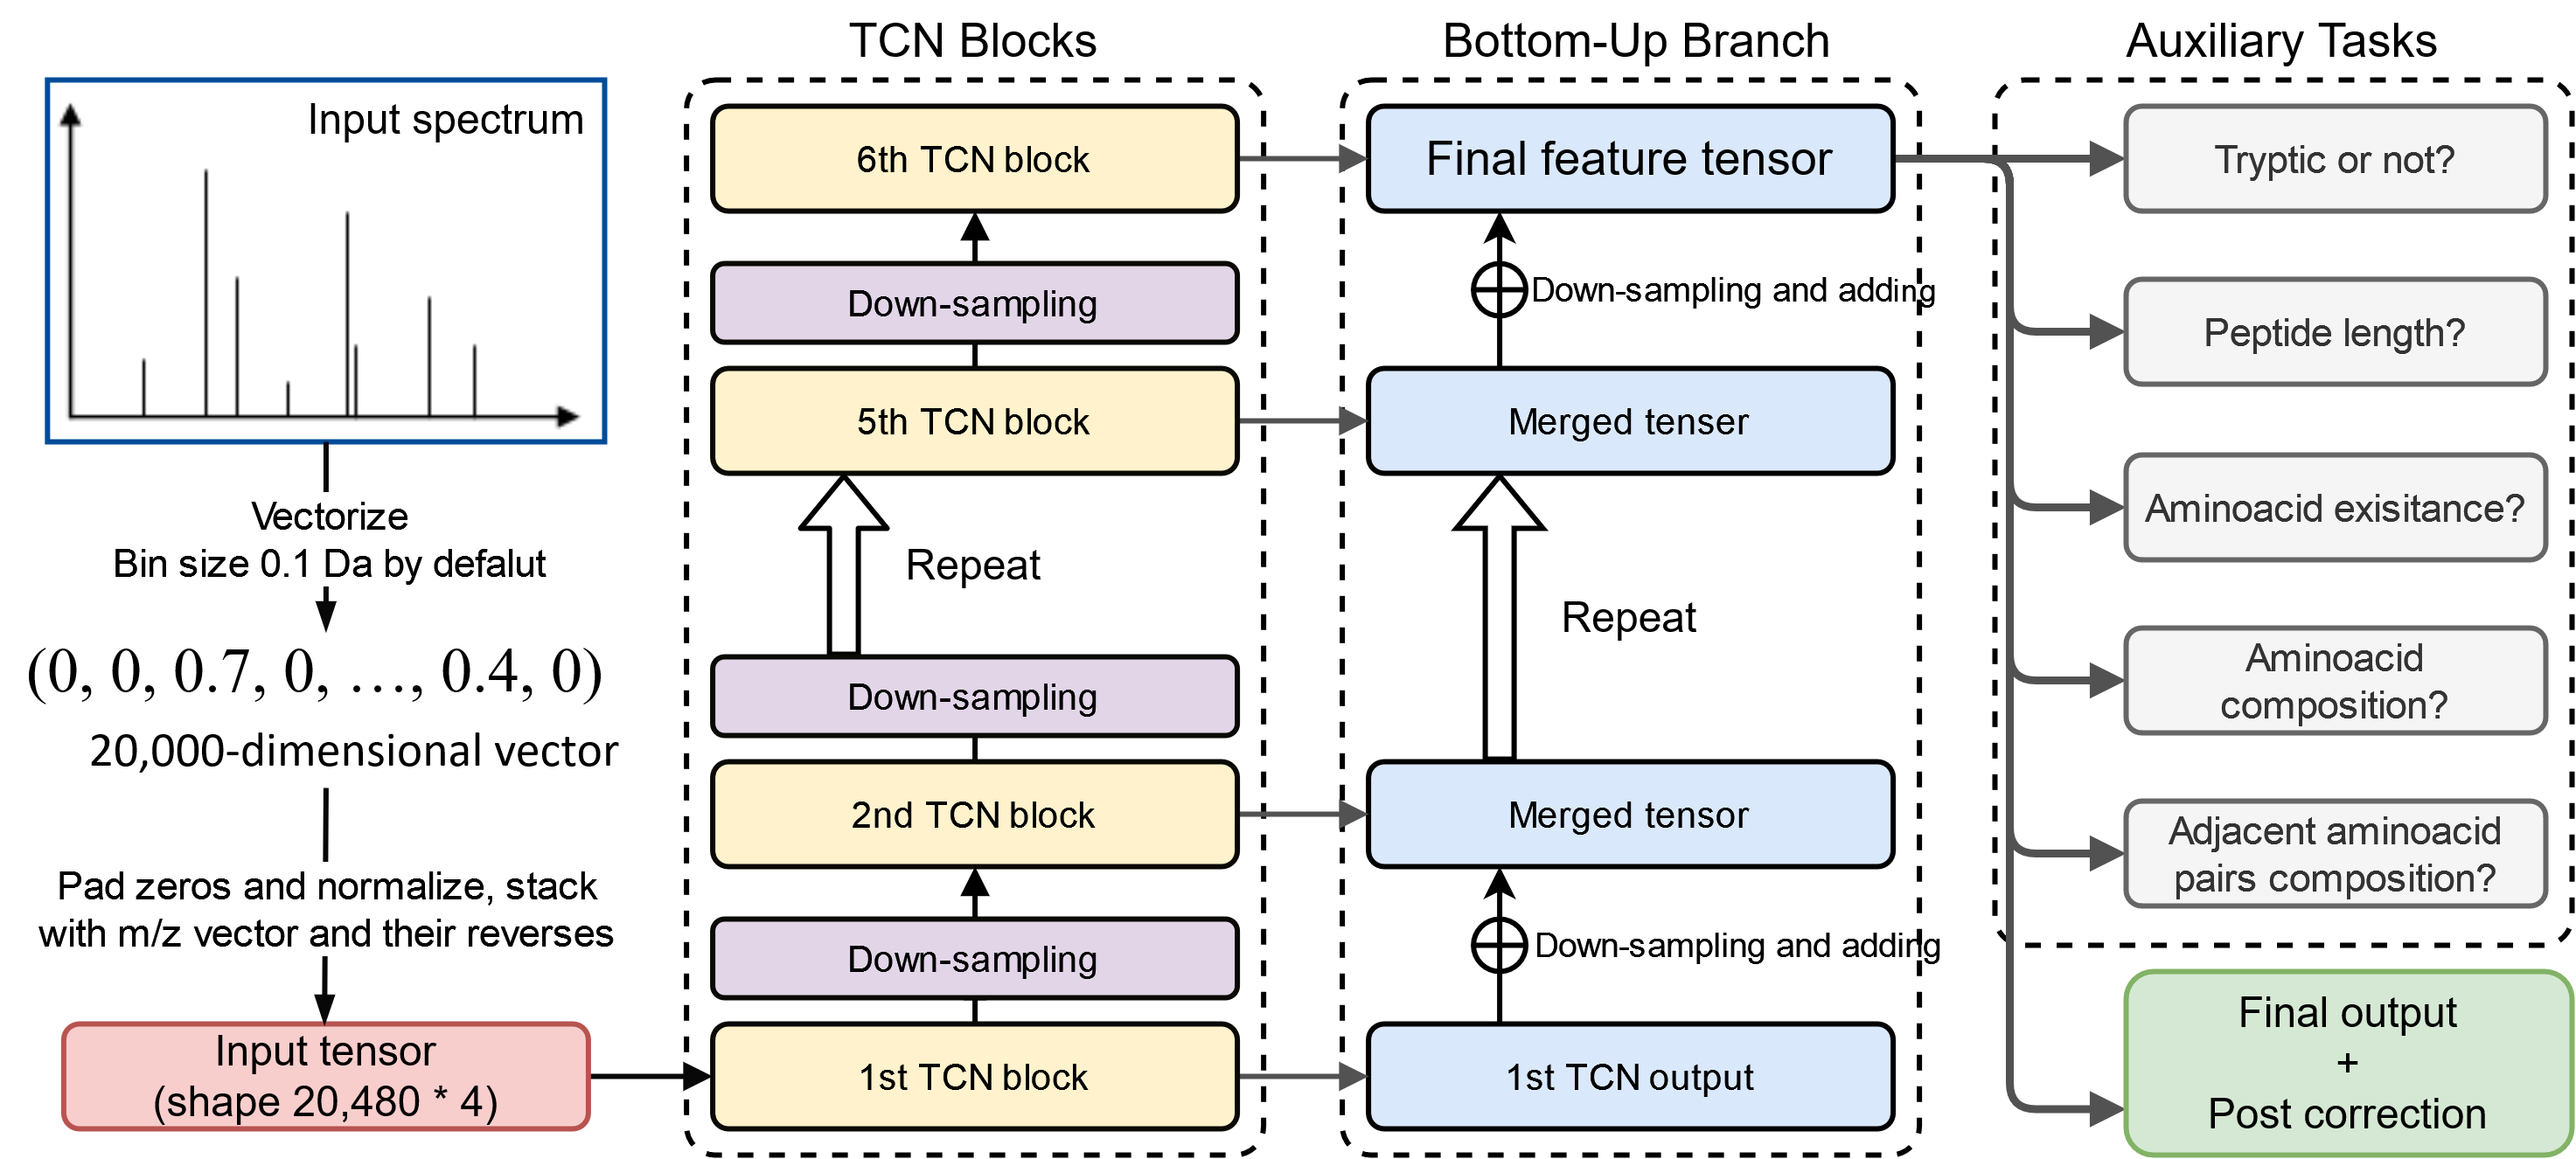 Input spectrum
Vectorize
Bin size 0.1 Da by defalut
(0, 0, 0.7, 0, …, 0.4, 0)
20,000-dimensional vector
Pad zeros and normalize, stack
with m/z vector and their reverses
Input tensor
(shape 20,480 * 4)
TCN Blocks
6th TCN block
Down-sampling
5th TCN block
Repeat
Down-sampling
2nd TCN block
Down-sampling
1st TCN block
Bottom-Up Branch
Final feature tensor
Down-sampling and adding
Merged tenser
Repeat
Merged tensor
Down-sampling and adding
1st TCN output
Auxiliary Tasks
Tryptic or not?
Peptide length?
Aminoacid exisitance?
Aminoacid
composition?
Adjacent aminoacid
pairs composition?
Final output
+
Post correction